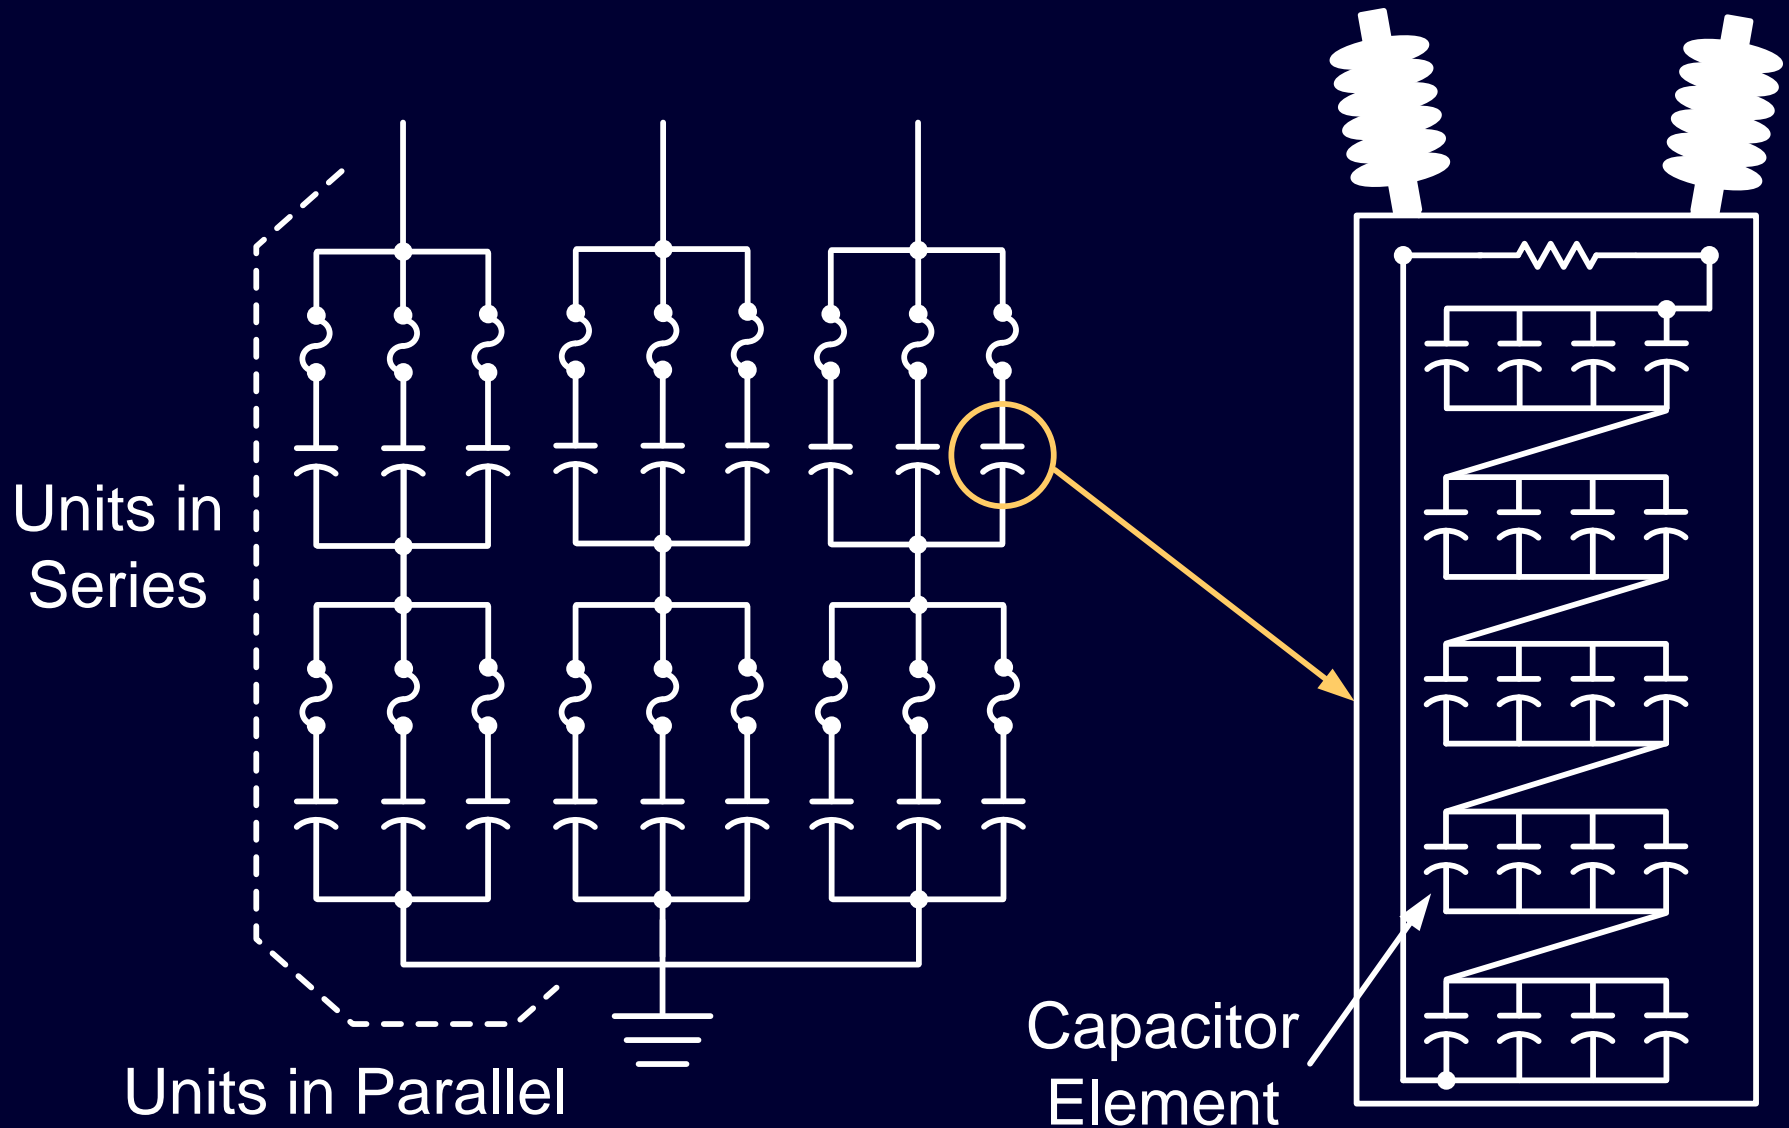 Units in
Series
Units in Parallel
Capacitor
Element